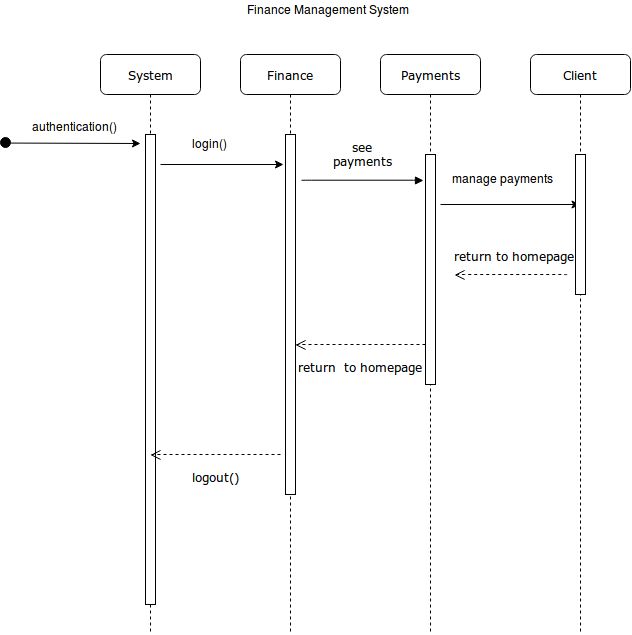 Finance Management System
System
Finance
Payments
Client
authentication()
login()
see
payments
manage payments
return to homepage
return  to homepage
logout()